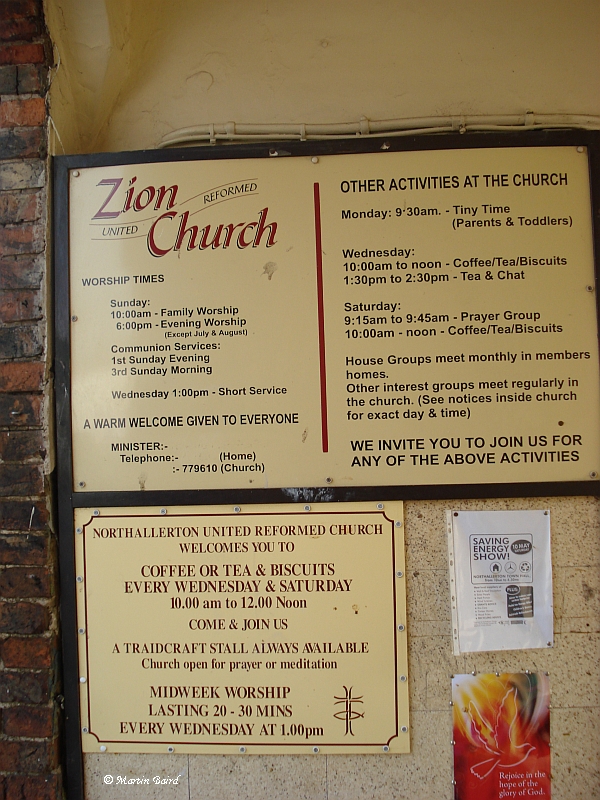 Zion
REFORMED
UNITED
Church
WORSHIP TIMES
Sunday:
10:00am - Family Worship
6:00pm - Evening Worship
(Except July & August)
Communion Services:
1st Sunday Evening
3rd Sunday Morning
Wednesday 1:00pm - Short Service
A WARM WELCOME GIVEN TO EVERYONE
MINISTER:-
Telephone:- (Home)
:- 779610 (Church)
OTHER ACTIVITIES AT THE CHURCH
Monday: 9:30am. - Tiny Time
(Parents & Toddlers)
Wednesday:
10:00am to noon - Coffee/Tea/Biscuits
1:30pm to 2:30pm - Tea & Chat
Saturday:
9:15am to 9:45am - Prayer Group
10:00am - noon - Coffee/Tea/Biscuits
House Groups meet monthly in members
homes.
Other interest groups meet regularly in
the church. (See notices inside church
for exact day & time)
WE INVITE YOU TO JOIN US FOR
ANY OF THE ABOVE ACTIVITIES
NORTHALLERTON UNITED REFORMED CHURCH
WELCOMES YOU TO
COFFEE OR TEA & BISCUITS
EVERY WEDNESDAY & SATURDAY
10.00 am to 12.00 Noon
COME & JOIN US
A TRAIDCRAFT STALL ALWAYS AVAILABLE
Church open for prayer or meditation
MIDWEEK WORSHIP
LASTING 20 - 30 MINS
EVERY WEDNESDAY AT 1.00pm
SAVING
ENERGY
SHOW!
10 MAY
NORTHALLERTON TOWN HALL
PLUS
Rejoice in the
hope of the
glory of God.
© Martin Baird